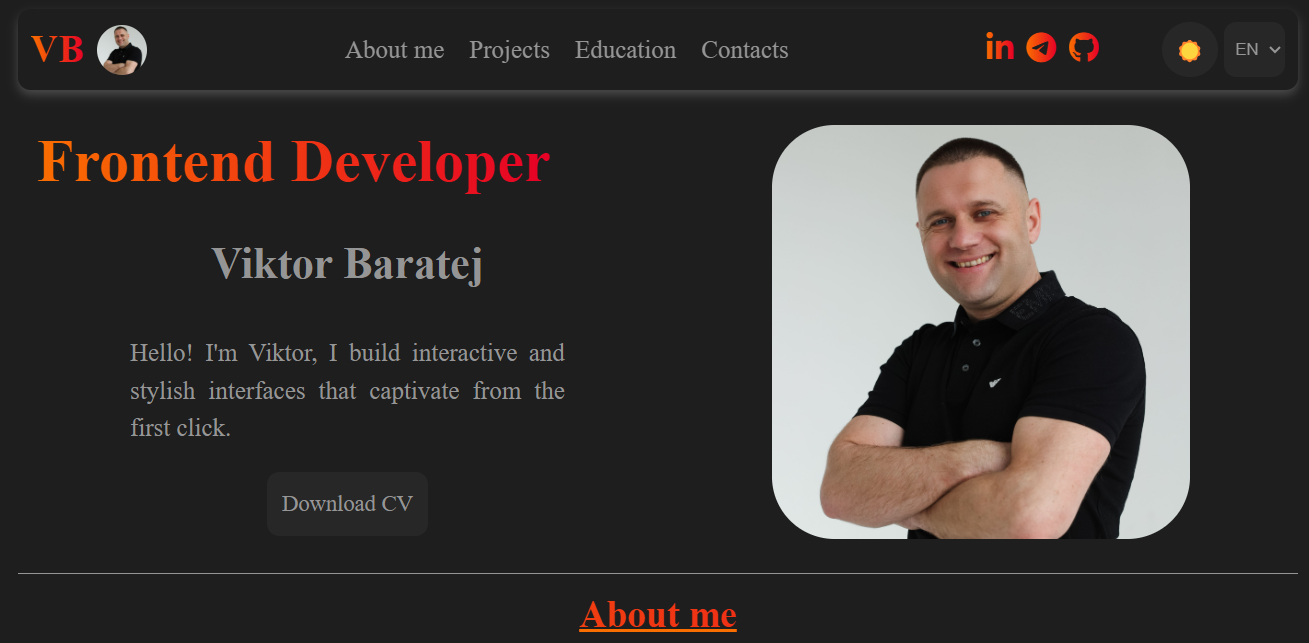 VB
About me Projects Education Contacts
in
EN
Frontend Developer
Viktor Baratej
Hello! I'm Viktor, I build interactive and
stylish interfaces that captivate from the
first click.
Download CV
About me